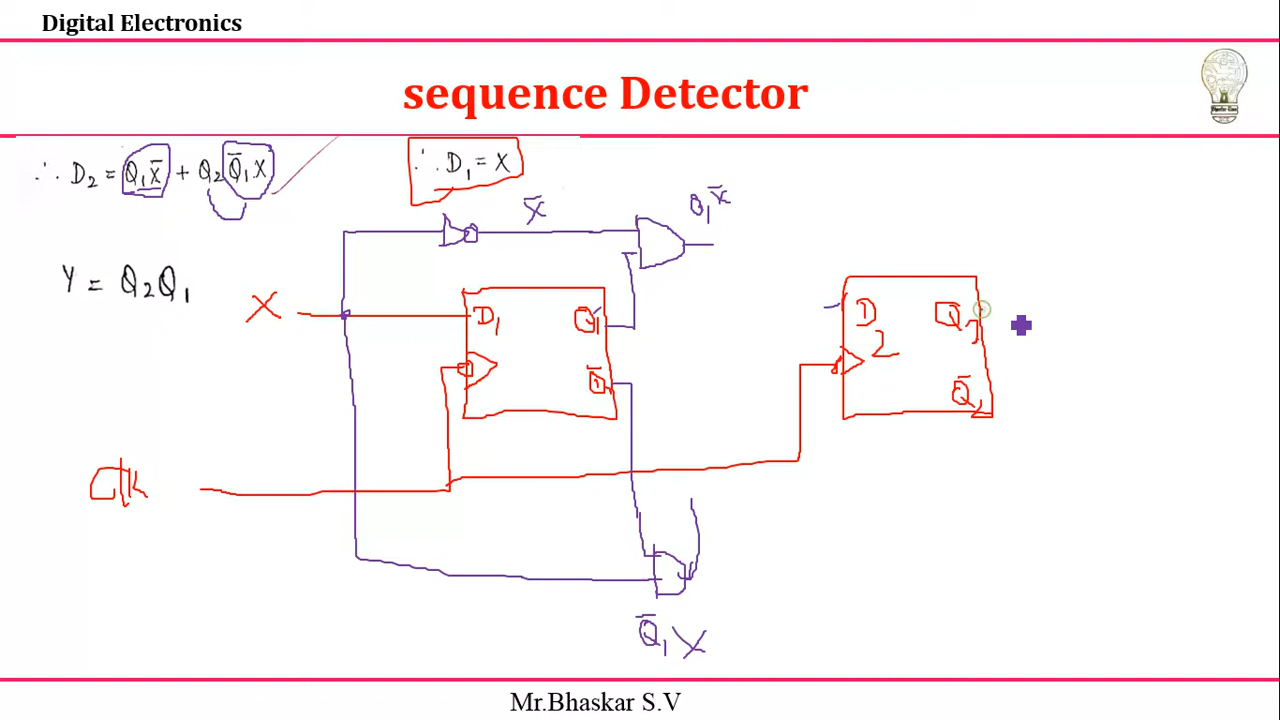 Digital Electronics
sequence Detector
∴ D₂ = Q₁X̄ + Q₂Q̄₁X
∴ D₁ = X
X̄
Q₁X̄
Y = Q₂Q₁
X
D₁
Q₁
Q̄
D₂
Q₂
Q̄₂
Clk
Q̄₁X
Mr.Bhaskar S.V